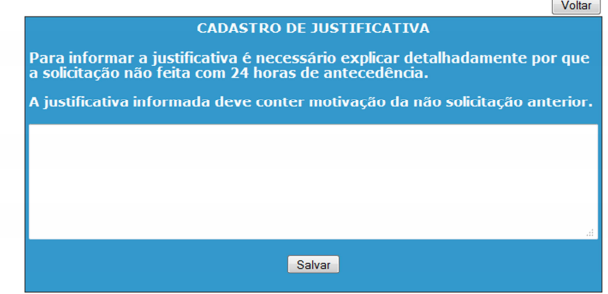 Voltar
CADASTRO DE JUSTIFICATIVA
Para informar a justificativa é necessário explicar detalhadamente por que
a solicitação não feita com 24 horas de antecedência.
A justificativa informada deve conter motivação da não solicitação anterior.
Salvar